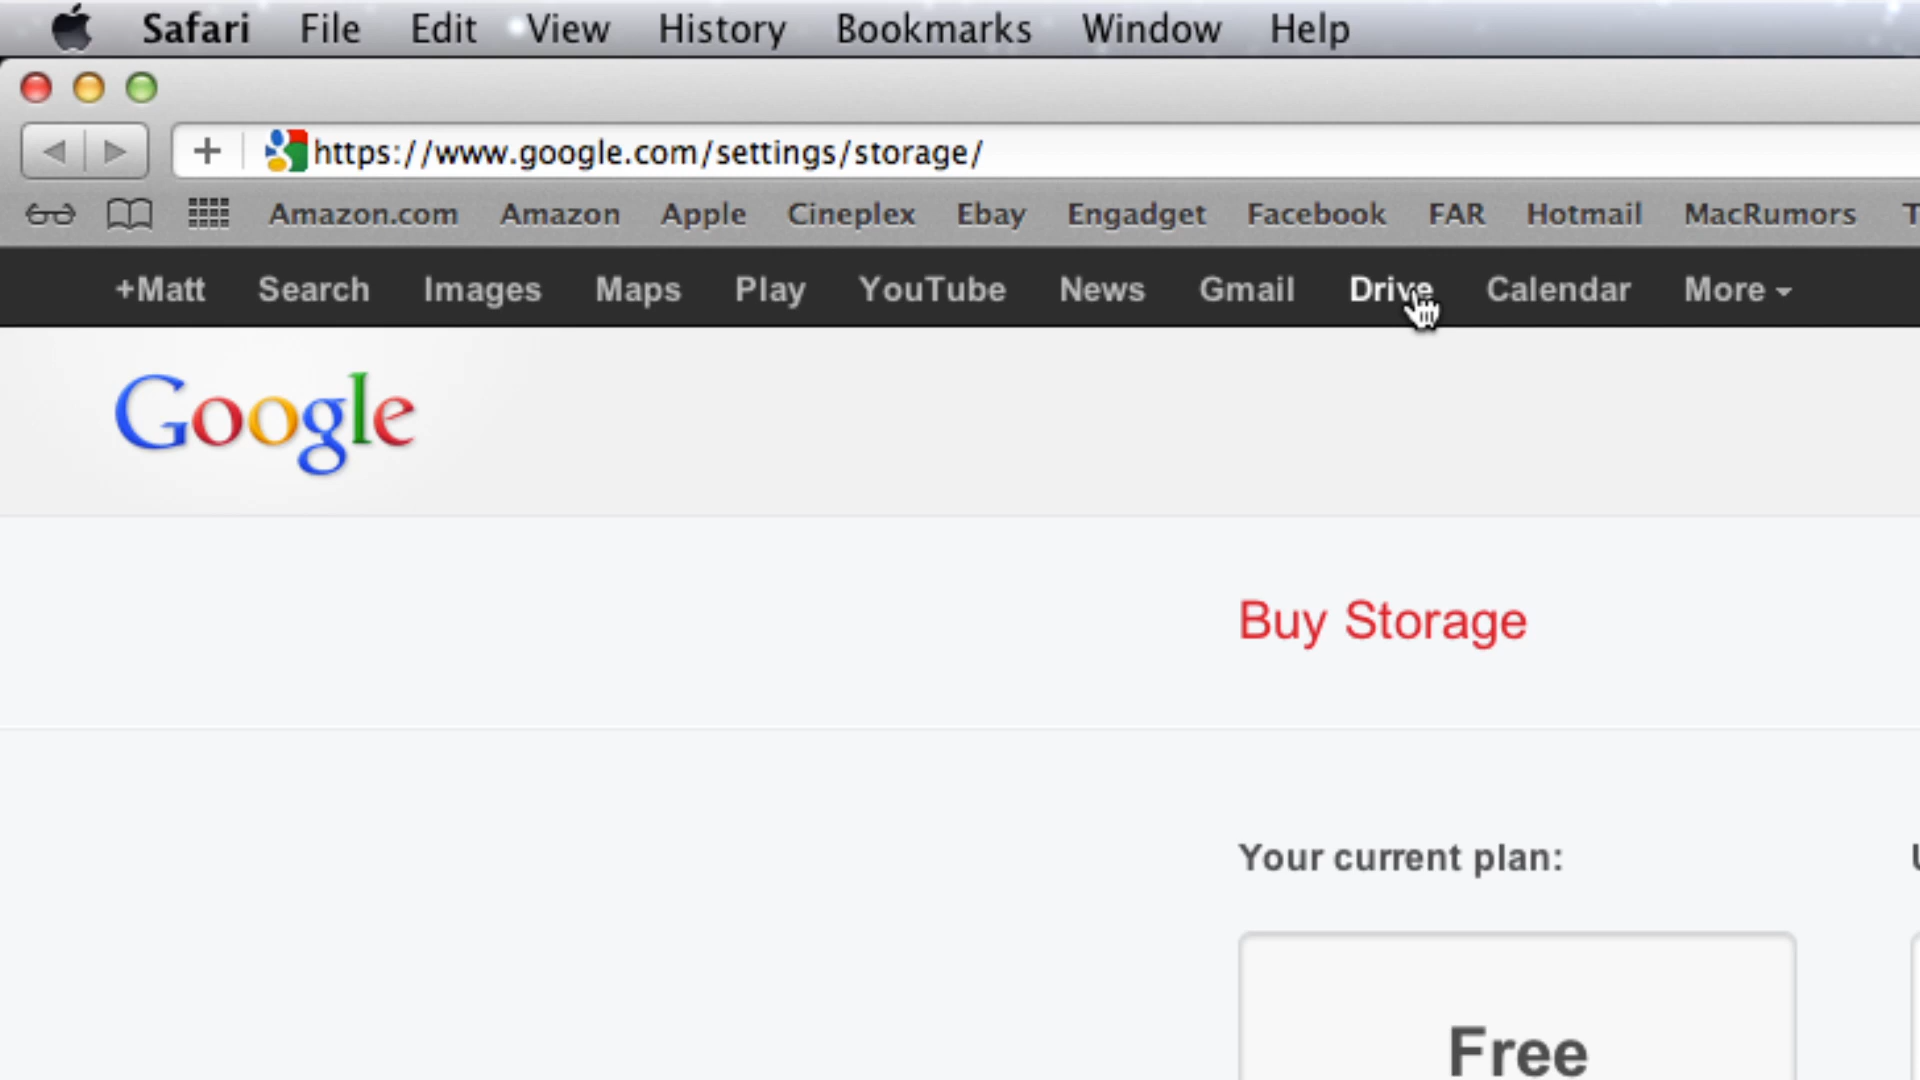 Safari File Edit View History Bookmarks Window Help
https://www.google.com/settings/storage/
Amazon.com Amazon Apple Cineplex Ebay Engadget Facebook FAR Hotmail MacRumors
+Matt Search Images Maps Play YouTube News Gmail Drive Calendar More
Google
Buy Storage
Your current plan:
Free